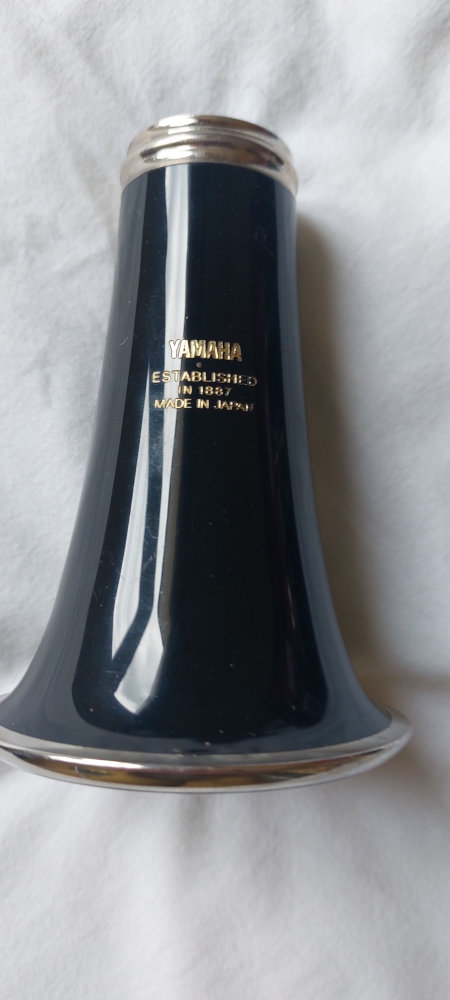 YAMAHA
®
ESTABLISHED
IN 1887
MADE IN JAPAN